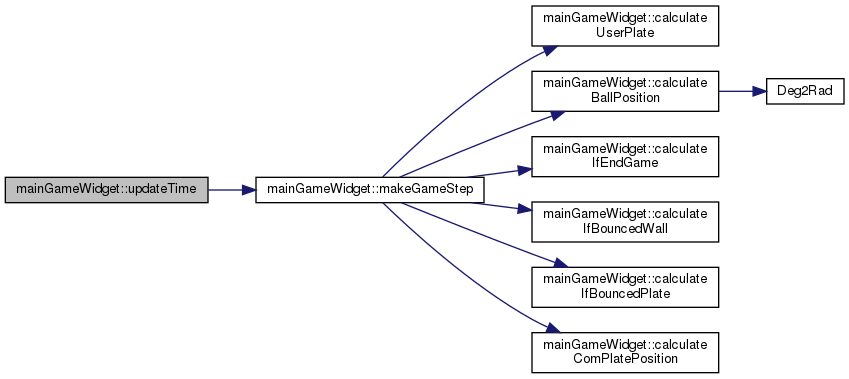 mainGameWidget::updateTime
mainGameWidget::makeGameStep
mainGameWidget::calculate
UserPlate
mainGameWidget::calculate
BallPosition
Deg2Rad
mainGameWidget::calculate
IfEndGame
mainGameWidget::calculate
IfBouncedWall
mainGameWidget::calculate
IfBouncedPlate
mainGameWidget::calculate
ComPlatePosition